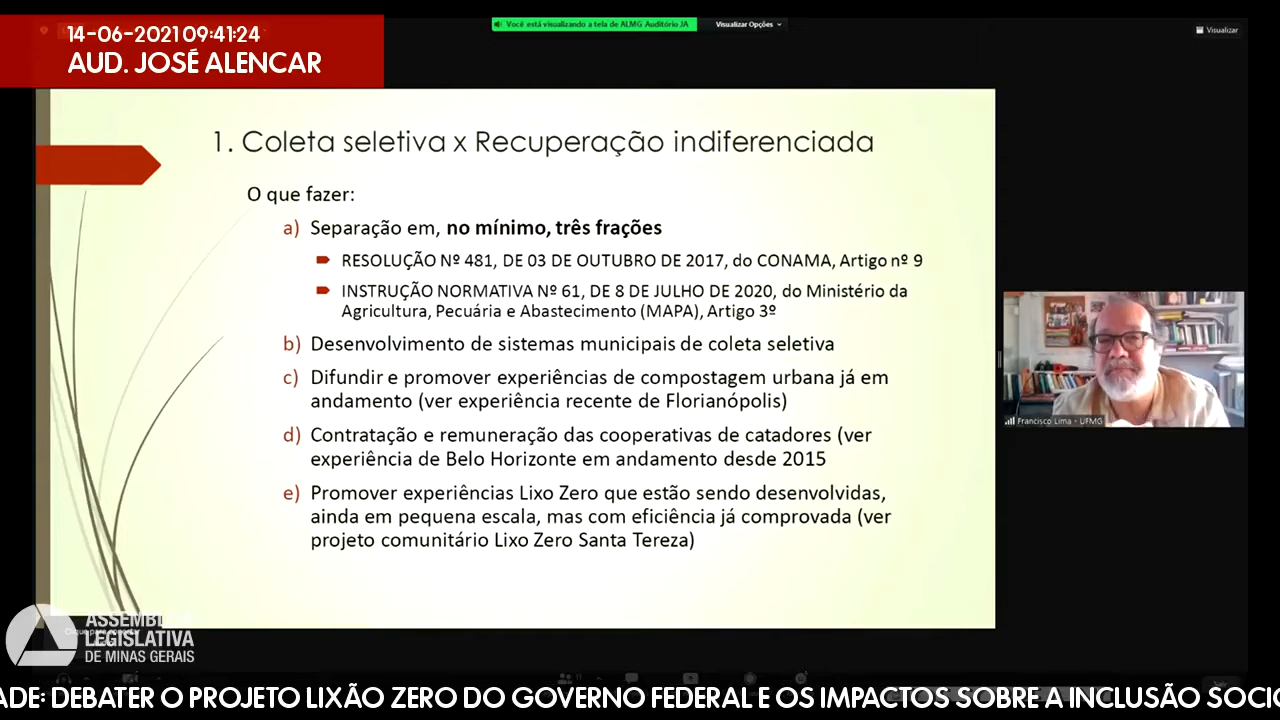 14-06-2021 09:41:24
AUD. JOSÉ ALENCAR
Você está visualizando a tela de ALMG Auditório JA
Visualizar Opções
Visualizar
1. Coleta seletiva x Recuperação indiferenciada
O que fazer:
a) Separação em, no mínimo, três frações
RESOLUÇÃO Nº 481, DE 03 DE OUTUBRO DE 2017, do CONAMA, Artigo nº 9
INSTRUÇÃO NORMATIVA Nº 61, DE 8 DE JULHO DE 2020, do Ministério da
Agricultura, Pecuária e Abastecimento (MAPA), Artigo 3º
b) Desenvolvimento de sistemas municipais de coleta seletiva
c) Difundir e promover experiências de compostagem urbana já em
andamento (ver experiência recente de Florianópolis)
d) Contratação e remuneração das cooperativas de catadores (ver
experiência de Belo Horizonte em andamento desde 2015
e) Promover experiências Lixo Zero que estão sendo desenvolvidas,
ainda em pequena escala, mas com eficiência já comprovada (ver
projeto comunitário Lixo Zero Santa Tereza)
Francisco Lima - UFMG
ASSEMBLEIA
LEGISLATIVA
DE MINAS GERAIS
ADE: DEBATER O PROJETO LIXÃO ZERO DO GOVERNO FEDERAL E OS IMPACTOS SOBRE A INCLUSÃO SOCIO